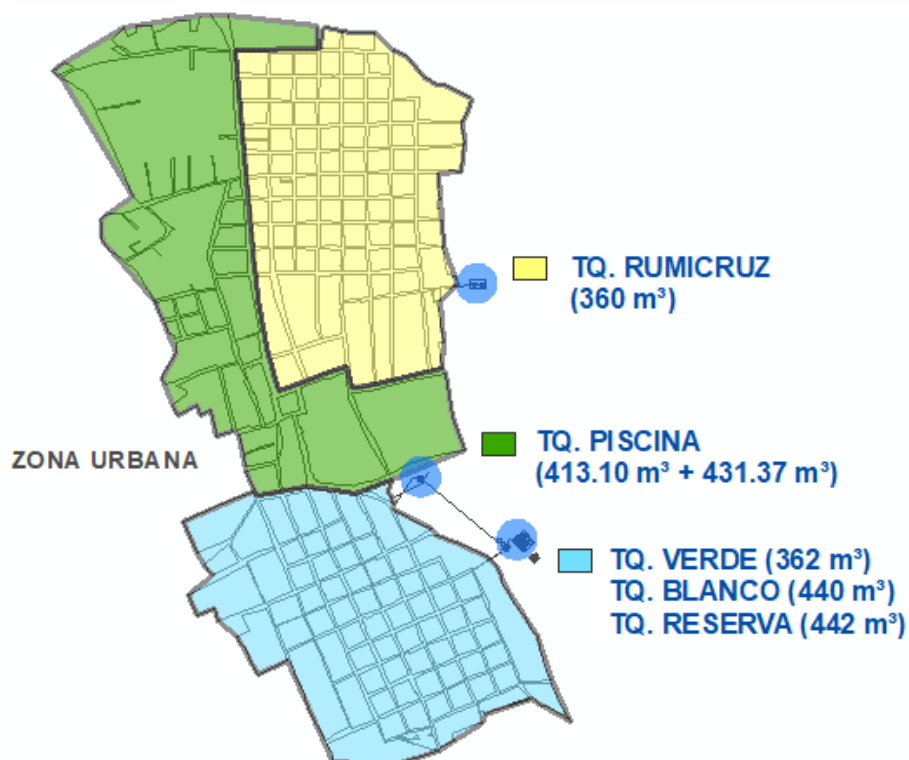 TQ. RUMICRUZ
(360 m³)
TQ. PISCINA
(413.10 m³ + 431.37 m³)
ZONA URBANA
TQ. VERDE (362 m³)
TQ. BLANCO (440 m³)
TQ. RESERVA (442 m³)